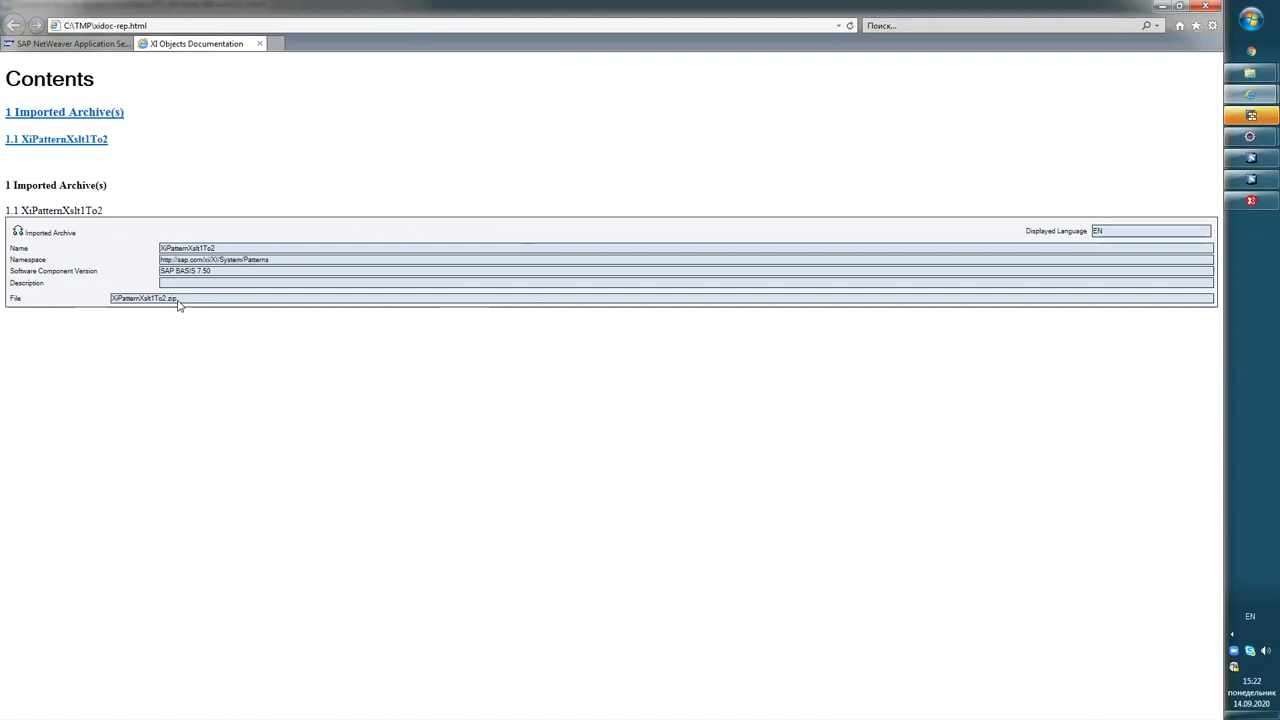 C:\TMP\xidoc-rep.html
Поиск...
SAP NetWeaver Application Se...
XI Objects Documentation
Contents
1 Imported Archive(s)
1.1 XiPatternXslt1To2
1 Imported Archive(s)
1.1 XiPatternXslt1To2
Imported Archive
Displayed Language EN
Name XiPatternXslt1To2
Namespace http://sap.com/xi/XI/System/Patterns
Software Component Version SAP BASIS 7.50
Description
File XiPatternXslt1To2.zip
EN
15:22
понедельник
14.09.2020